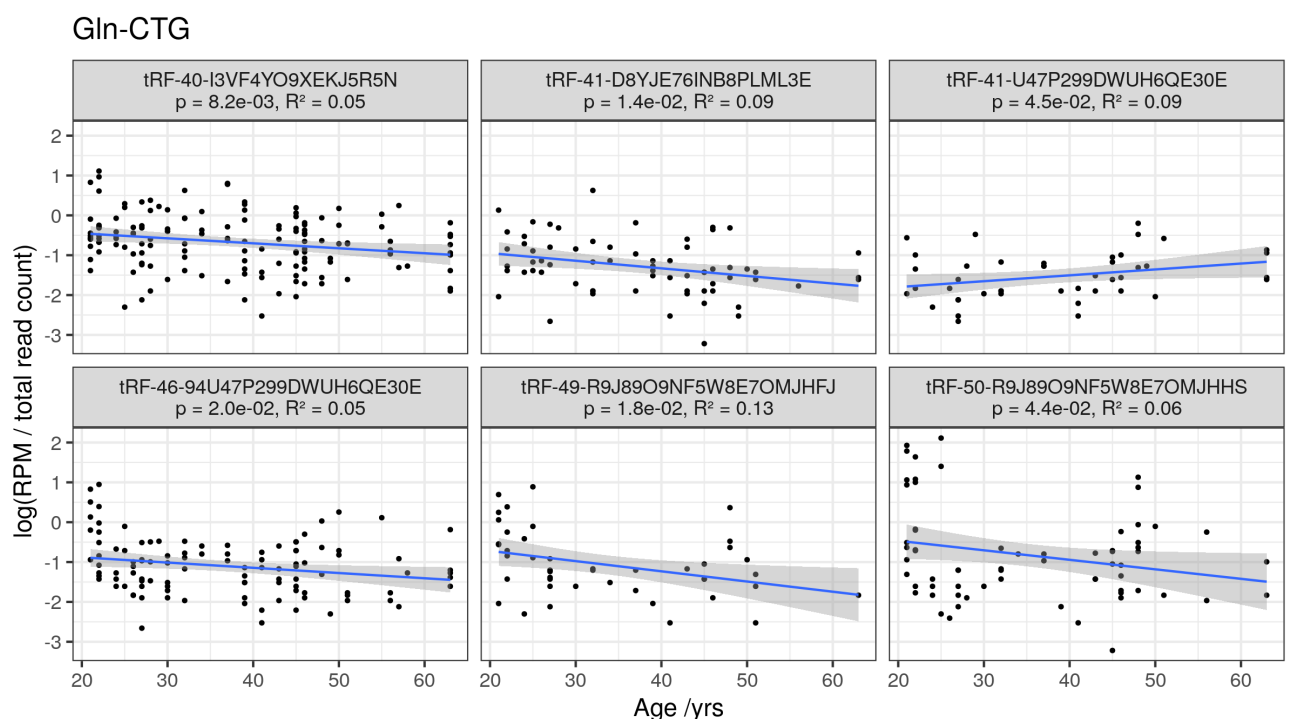 Gln-CTG
tRF-40-I3VF4YO9XEKJ5R5N
p = 8.2e-03, R² = 0.05
tRF-41-D8YJE76INB8PLML3E
p = 1.4e-02, R² = 0.09
tRF-41-U47P299DWUH6QE30E
p = 4.5e-02, R² = 0.09
2
1
0
-1
-2
-3
tRF-46-94U47P299DWUH6QE30E
p = 2.0e-02, R² = 0.05
tRF-49-R9J89O9NF5W8E7OMJHFJ
p = 1.8e-02, R² = 0.13
tRF-50-R9J89O9NF5W8E7OMJHHS
p = 4.4e-02, R² = 0.06
2
1
0
-1
-2
-3
log(RPM / total read count)
20 30 40 50 60
20 30 40 50 60
20 30 40 50 60
Age /yrs